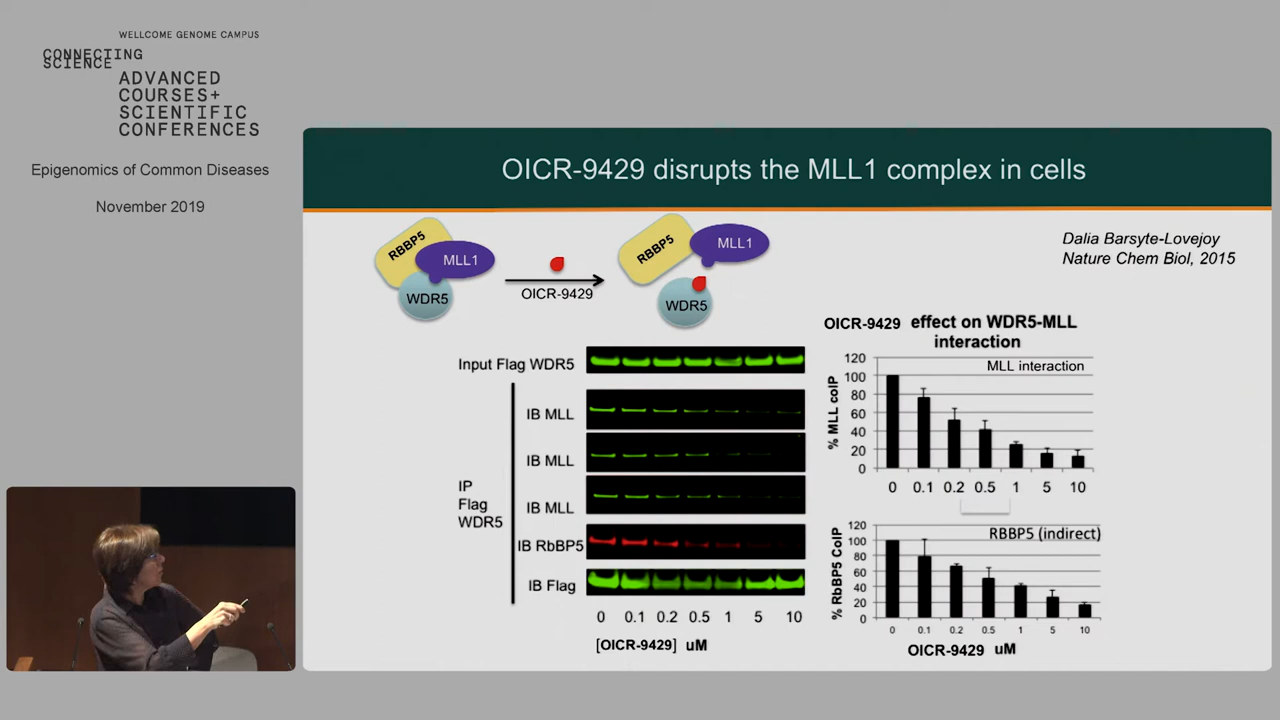 WELLCOME GENOME CAMPUS
CONNECTING
SCIENCE
ADVANCED
COURSES+
SCIENTIFIC
CONFERENCES
Epigenomics of Common Diseases
November 2019
OICR-9429 disrupts the MLL1 complex in cells
RBBP5
MLL1
WDR5
OICR-9429
RBBP5
MLL1
WDR5
Dalia Barsyte-Lovejoy
Nature Chem Biol, 2015
Input Flag WDR5
IP
Flag
WDR5
IB MLL
IB MLL
IB MLL
IB RbBP5
IB Flag
0 0.1 0.2 0.5 1 5 10
[OICR-9429] uM
OICR-9429 effect on WDR5-MLL
interaction
MLL interaction
% MLL coIP
120
100
80
60
40
20
0
0 0.1 0.2 0.5 1 5 10
RBBP5 (indirect)
% RbBP5 CoIP
120
100
80
60
40
20
0
0 0.1 0.2 0.5 1 5 10
OICR-9429 uM